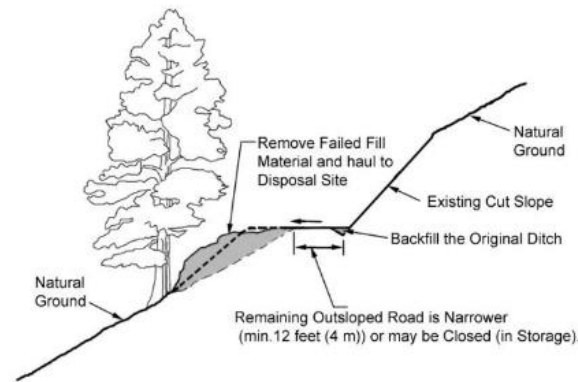 Remove Failed Fill
Material and haul to
Disposal Site
Natural
Ground
Existing Cut Slope
Backfill the Original Ditch
Natural
Ground
Remaining Outsloped Road is Narrower
(min.12 feet (4 m)) or may be Closed (in Storage).